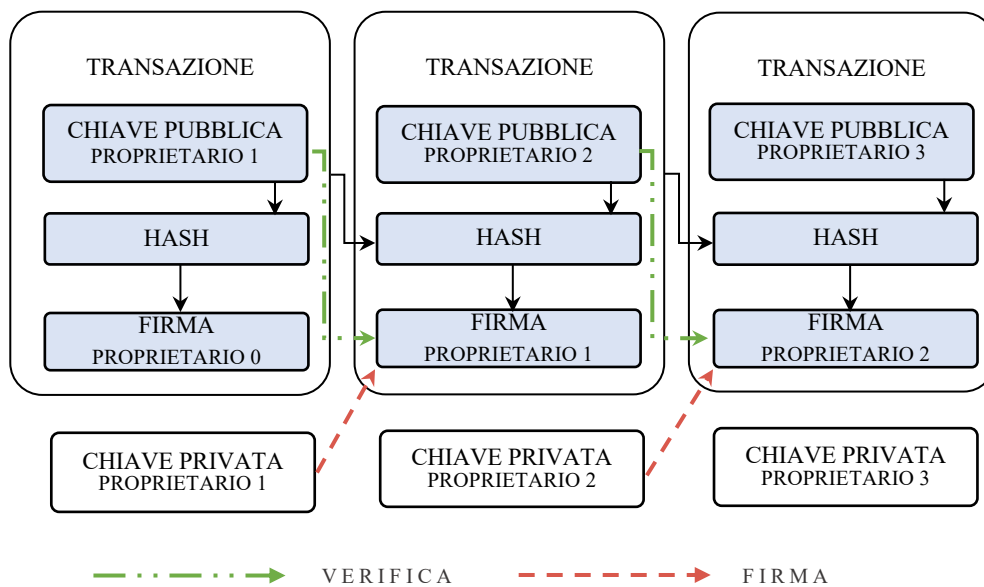 TRANSAZIONE
CHIAVE PUBBLICA
PROPRIETARIO 1
HASH
FIRMA
PROPRIETARIO 0
TRANSAZIONE
CHIAVE PUBBLICA
PROPRIETARIO 2
HASH
FIRMA
PROPRIETARIO 1
TRANSAZIONE
CHIAVE PUBBLICA
PROPRIETARIO 3
HASH
FIRMA
PROPRIETARIO 2
CHIAVE PRIVATA
PROPRIETARIO 1
CHIAVE PRIVATA
PROPRIETARIO 2
CHIAVE PRIVATA
PROPRIETARIO 3
VERIFICA
FIRMA